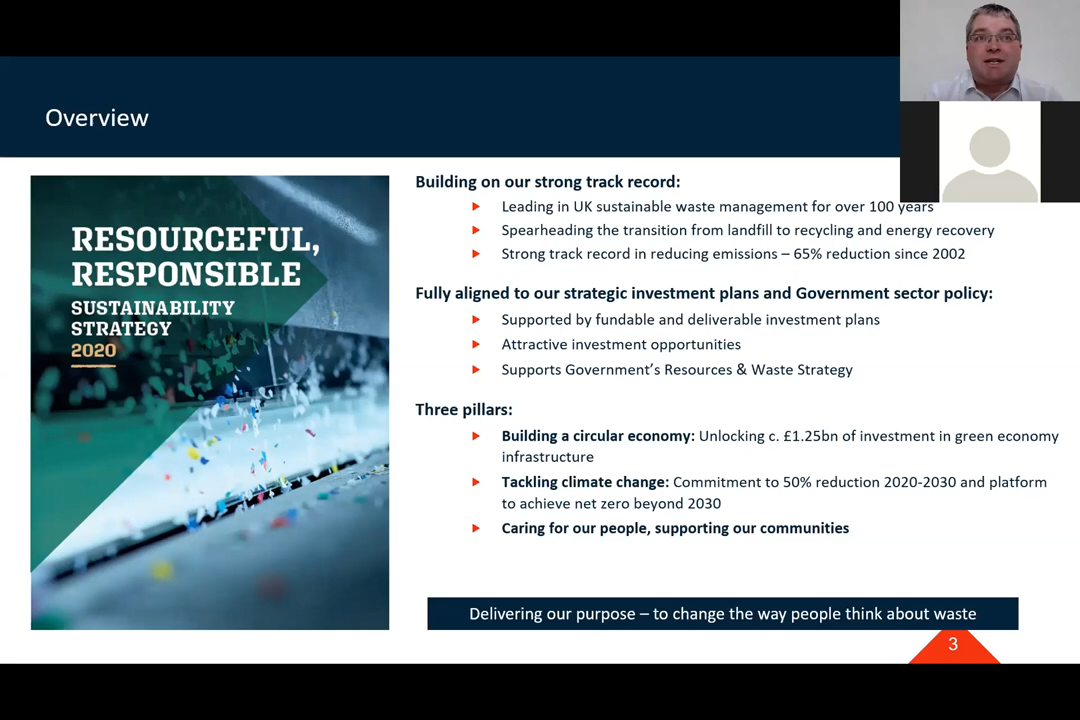 Overview
RESOURCEFUL,
RESPONSIBLE
SUSTAINABILITY
STRATEGY
2020
Building on our strong track record:
Leading in UK sustainable waste management for over 100 years
Spearheading the transition from landfill to recycling and energy recovery
Strong track record in reducing emissions – 65% reduction since 2002
Fully aligned to our strategic investment plans and Government sector policy:
Supported by fundable and deliverable investment plans
Attractive investment opportunities
Supports Government’s Resources & Waste Strategy
Three pillars:
Building a circular economy: Unlocking c. £1.25bn of investment in green economy
infrastructure
Tackling climate change: Commitment to 50% reduction 2020-2030 and platform
to achieve net zero beyond 2030
Caring for our people, supporting our communities
Delivering our purpose – to change the way people think about waste
3